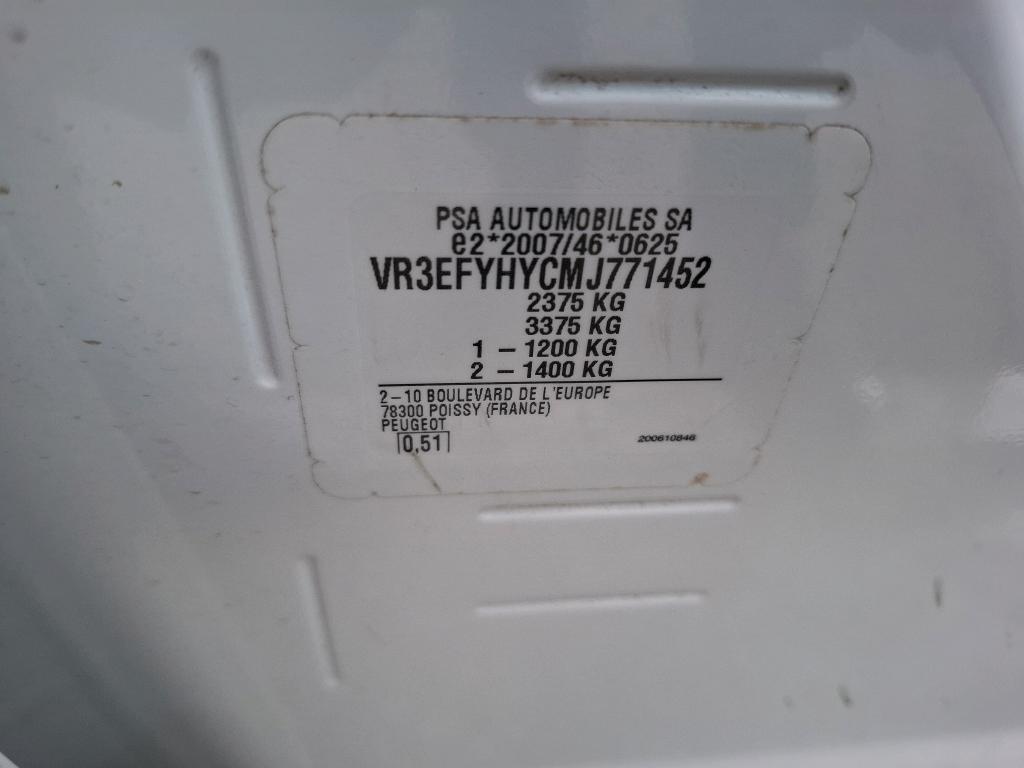 PSA AUTOMOBILES SA
e2*2007/46*0625
VR3EFYHYCMJ771452
2375 KG
3375 KG
1 – 1200 KG
2 – 1400 KG
2–10 BOULEVARD DE L'EUROPE
78300 POISSY (FRANCE)
PEUGEOT
0,51
200610846